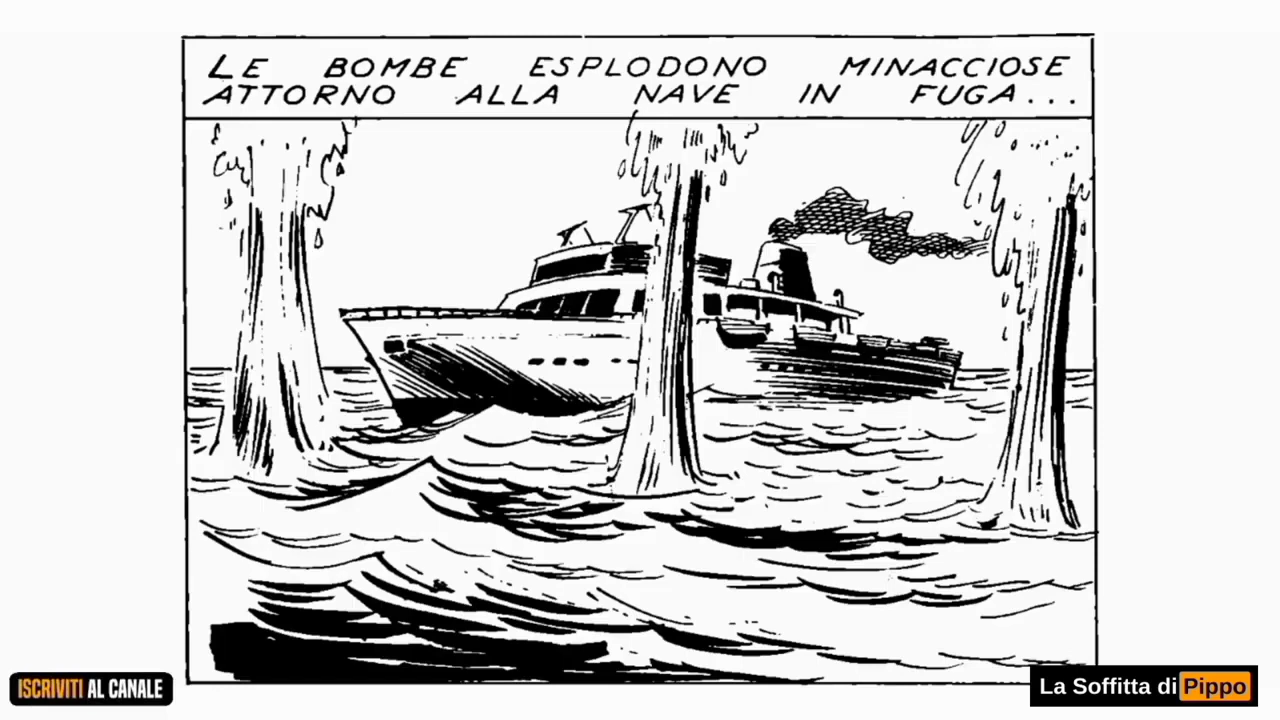 LE BOMBE ESPLODONO MINACCIOSE
ATTORNO ALLA NAVE IN FUGA...
ISCRIVITI AL CANALE
La Soffitta di Pippo